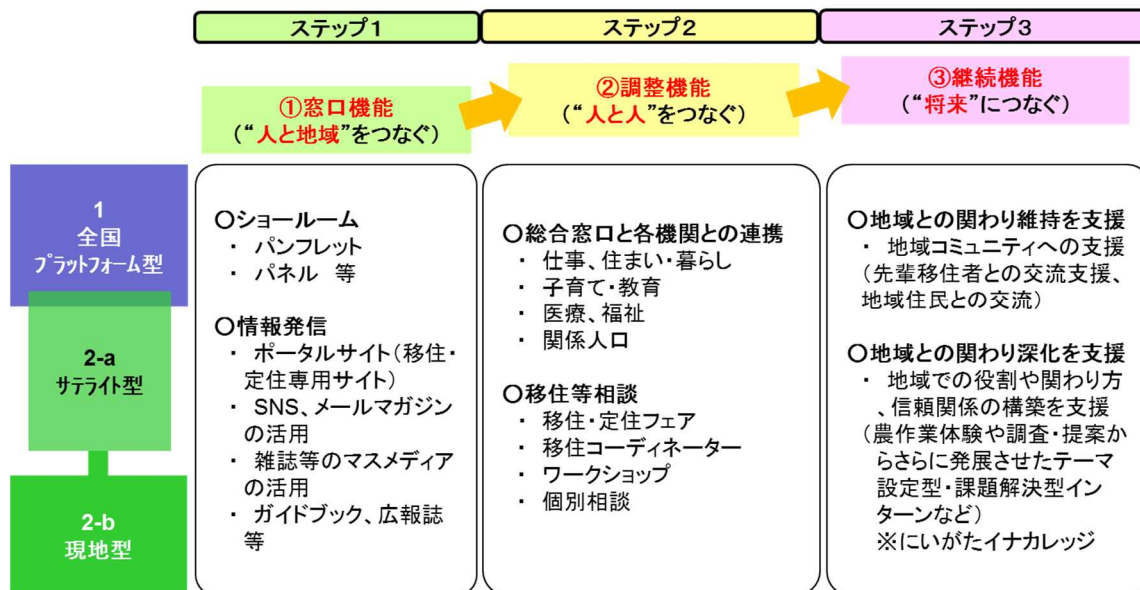 ステップ1
ステップ2
ステップ3
①窓口機能
(“人と地域”をつなぐ)
②調整機能
(“人と人”をつなぐ)
③継続機能
(“将来”につなぐ)
1
全国
プラットフォーム型
2-a
サテライト型
2-b
現地型
〇ショールーム
・ パンフレット
・ パネル 等
〇情報発信
・ ポータルサイト(移住・
定住専用サイト)
・ SNS、メールマガジン
の活用
・ 雑誌等のマスメディア
の活用
・ ガイドブック、広報誌
等
〇総合窓口と各機関との連携
・ 仕事、住まい・暮らし
・ 子育て・教育
・ 医療、福祉
・ 関係人口
〇移住等相談
・ 移住・定住フェア
・ 移住コーディネーター
・ ワークショップ
・ 個別相談
〇地域との関わり維持を支援
・ 地域コミュニティへの支援
(先輩移住者との交流支援、
地域住民との交流)
〇地域との関わり深化を支援
・ 地域での役割や関わり方
、信頼関係の構築を支援
(農作業体験や調査・提案か
らさらに発展させたテーマ
設定型・課題解決型イン
ターンなど)
※にいがたイナカレッジ